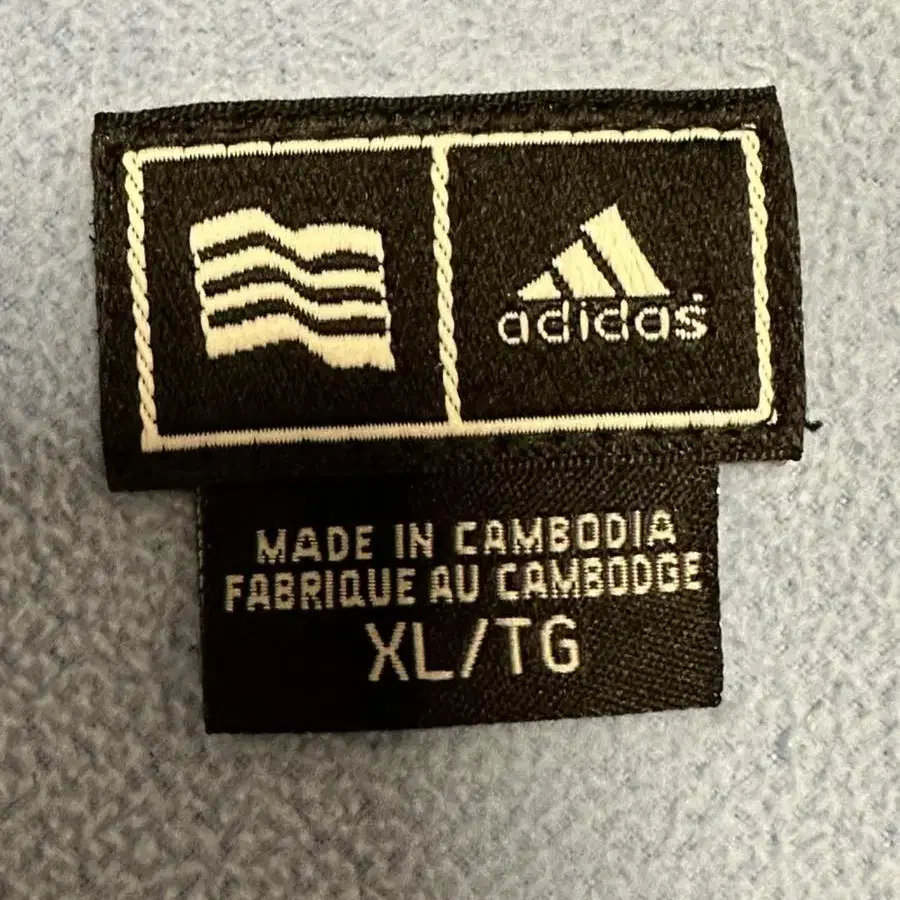 adidas
MADE IN CAMBODIA
FABRIQUE AU CAMBODGE
XL/TG